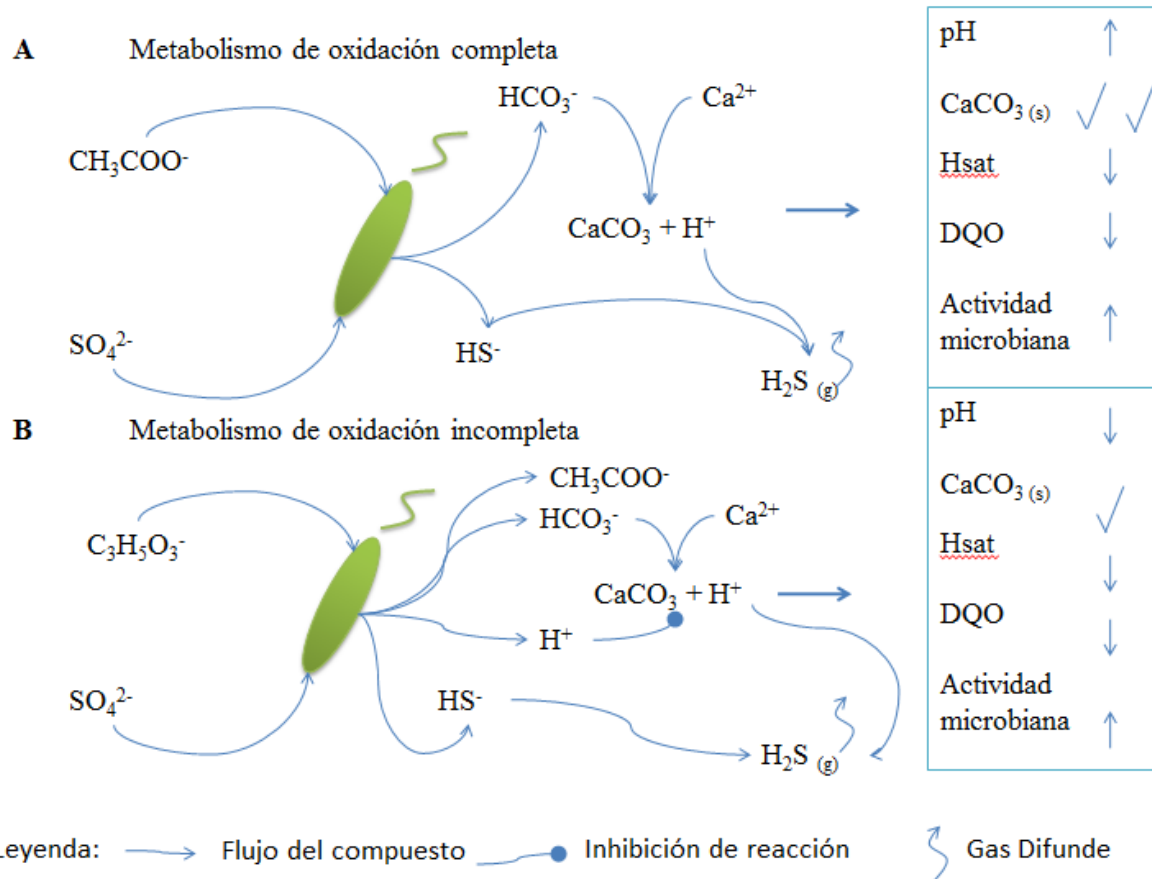 A Metabolismo de oxidación completa
HCO₃⁻ Ca²⁺
CH₃COO⁻
CaCO₃ + H⁺
SO₄²⁻
HS⁻
H₂S (g)
pH
CaCO₃ (s)
Hsat
DQO
Actividad
microbiana
B Metabolismo de oxidación incompleta
CH₃COO⁻
HCO₃⁻ Ca²⁺
C₃H₅O₃⁻
CaCO₃ + H⁺
H⁺
SO₄²⁻
HS⁻
H₂S (g)
pH
CaCO₃ (s)
Hsat
DQO
Actividad
microbiana
Leyenda: Flujo del compuesto Inhibición de reacción Gas Difunde